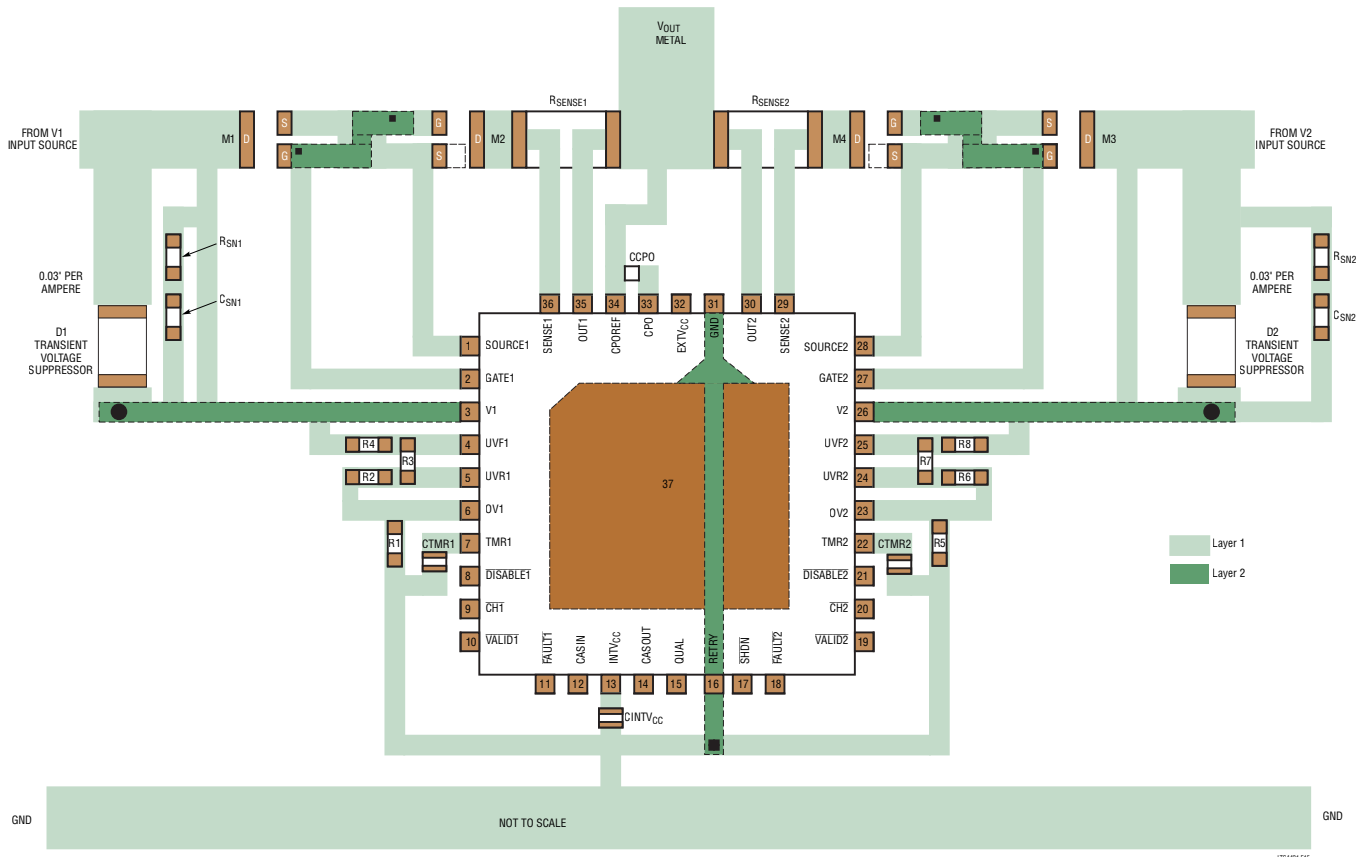 VOUT
METAL
RSENSE1
RSENSE2
FROM V1
INPUT SOURCE
M1
D
S
G
G
S
D
M2
M4
D
G
S
S
G
D
M3
FROM V2
INPUT SOURCE
RSN1
CSN1
0.03" PER
AMPERE
D1
TRANSIENT
VOLTAGE
SUPPRESSOR
CCPO
RSN2
CSN2
0.03" PER
AMPERE
D2
TRANSIENT
VOLTAGE
SUPPRESSOR
36
35
34
33
32
31
30
29
SENSE1
OUT1
CPOREF
CPO
EXTVCC
GND
OUT2
SENSE2
1 SOURCE1
2 GATE1
3 V1
4 UVF1
5 UVR1
6 OV1
7 TMR1
8 DISABLE1
9 CH1
10 VALID1
SOURCE2 28
GATE2 27
V2 26
UVF2 25
UVR2 24
OV2 23
TMR2 22
DISABLE2 21
CH2 20
VALID2 19
37
R4
R3
R2
R1
CTMR1
R8
R7
R6
R5
CTMR2
Layer 1
Layer 2
FAULT1
CASIN
INTVCC
CASOUT
QUAL
RETRY
SHDN
FAULT2
11
12
13
14
15
16
17
18
CINTVCC
GND
NOT TO SCALE
GND